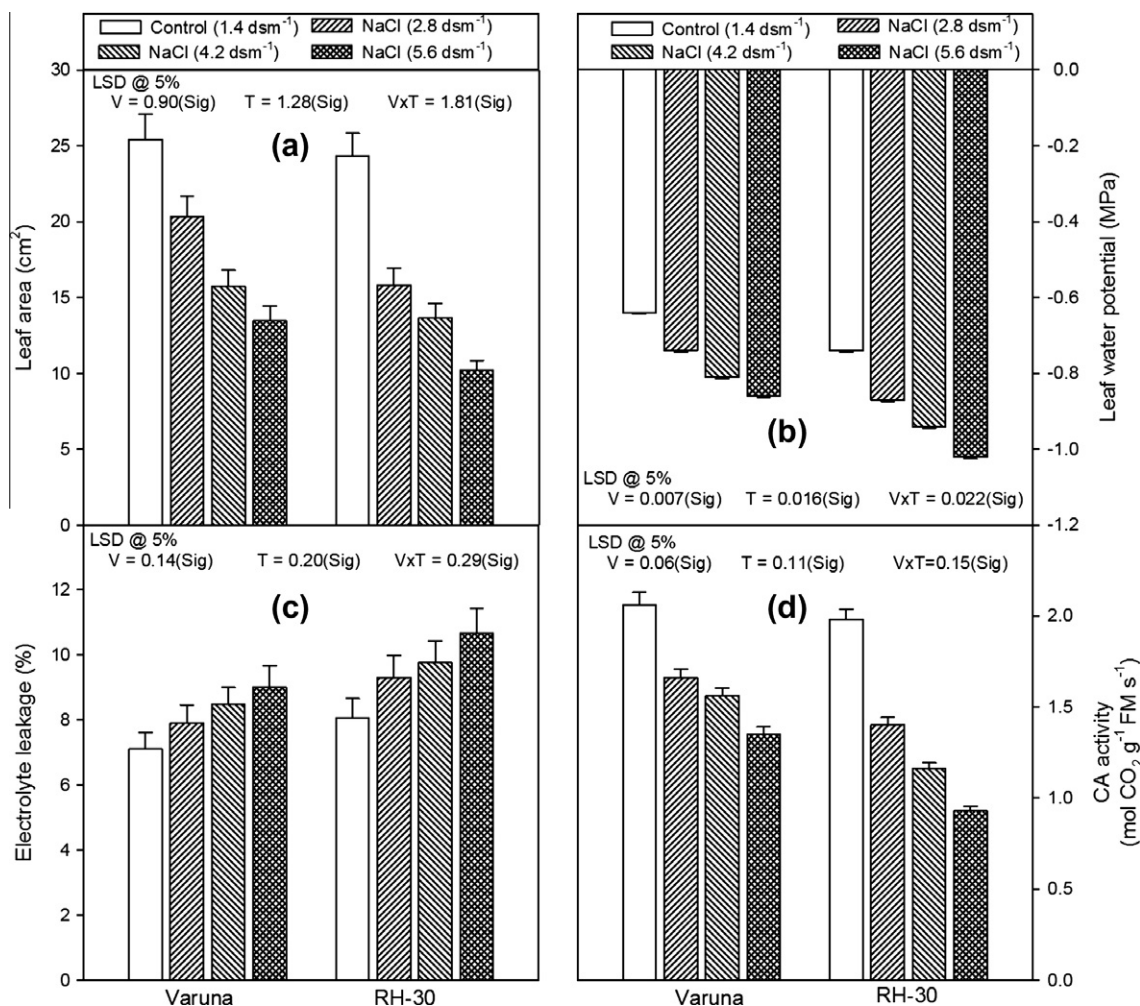 Control (1.4 dsm⁻¹) NaCl (2.8 dsm⁻¹)
NaCl (4.2 dsm⁻¹) NaCl (5.6 dsm⁻¹)
30
25
20
15
10
5
0
Leaf area (cm²)
LSD @ 5%
V = 0.90(Sig) T = 1.28(Sig) VxT = 1.81(Sig)
(a)
Control (1.4 dsm⁻¹) NaCl (2.8 dsm⁻¹)
NaCl (4.2 dsm⁻¹) NaCl (5.6 dsm⁻¹)
0.0
-0.2
-0.4
-0.6
-0.8
-1.0
-1.2
Leaf water potential (MPa)
(b)
LSD @ 5%
V = 0.007(Sig) T = 0.016(Sig) VxT = 0.022(Sig)
LSD @ 5%
V = 0.14(Sig) T = 0.20(Sig) VxT = 0.29(Sig)
(c)
12
10
8
6
4
2
0
Electrolyte leakage (%)
Varuna RH-30
LSD @ 5%
V = 0.06(Sig) T = 0.11(Sig) VxT=0.15(Sig)
(d)
2.0
1.5
1.0
0.5
0.0
CA activity
(mol CO₂ g⁻¹ FM s⁻¹)
Varuna RH-30